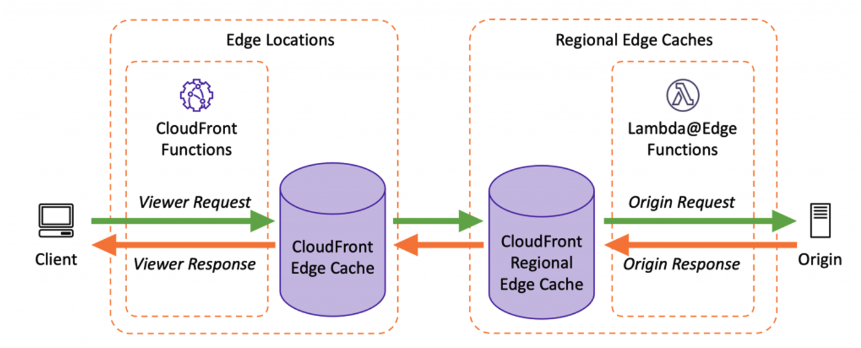 Edge Locations
Regional Edge Caches
CloudFront
Functions
Lambda@Edge
Functions
Viewer Request
Origin Request
Client
CloudFront
Edge Cache
CloudFront
Regional
Edge Cache
Origin
Viewer Response
Origin Response